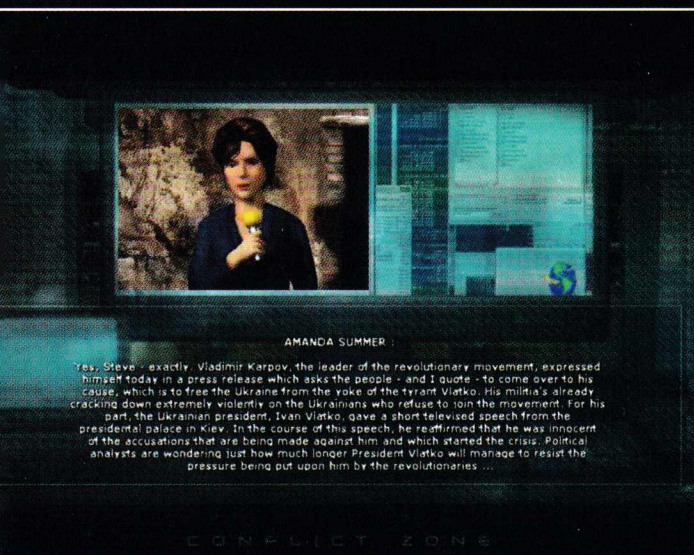 AMANDA SUMMER :
Yes, Steve - exactly. Vladimir Karpov, the leader of the revolutionary movement, expressed
himself today in a press release which asks the people - and I quote - to come over to his
cause, which is to free the Ukraine from the yoke of the tyrant Vlatko. His militia's already
cracking down extremely violently on the Ukrainians who refuse to join the movement. For his
part, the Ukrainian president, Ivan Vlatko, gave a short televised speech from the
presidental palace in Kiev. In the course of this speech, he reaffirmed that he was innocent
of the accusations that are being made against him and which started the crisis. Political
analysts are wondering just how much longer President Vlatko will manage to resist the
pressure being put upon him by the revolutionaries ...
CONFLICT ZONE